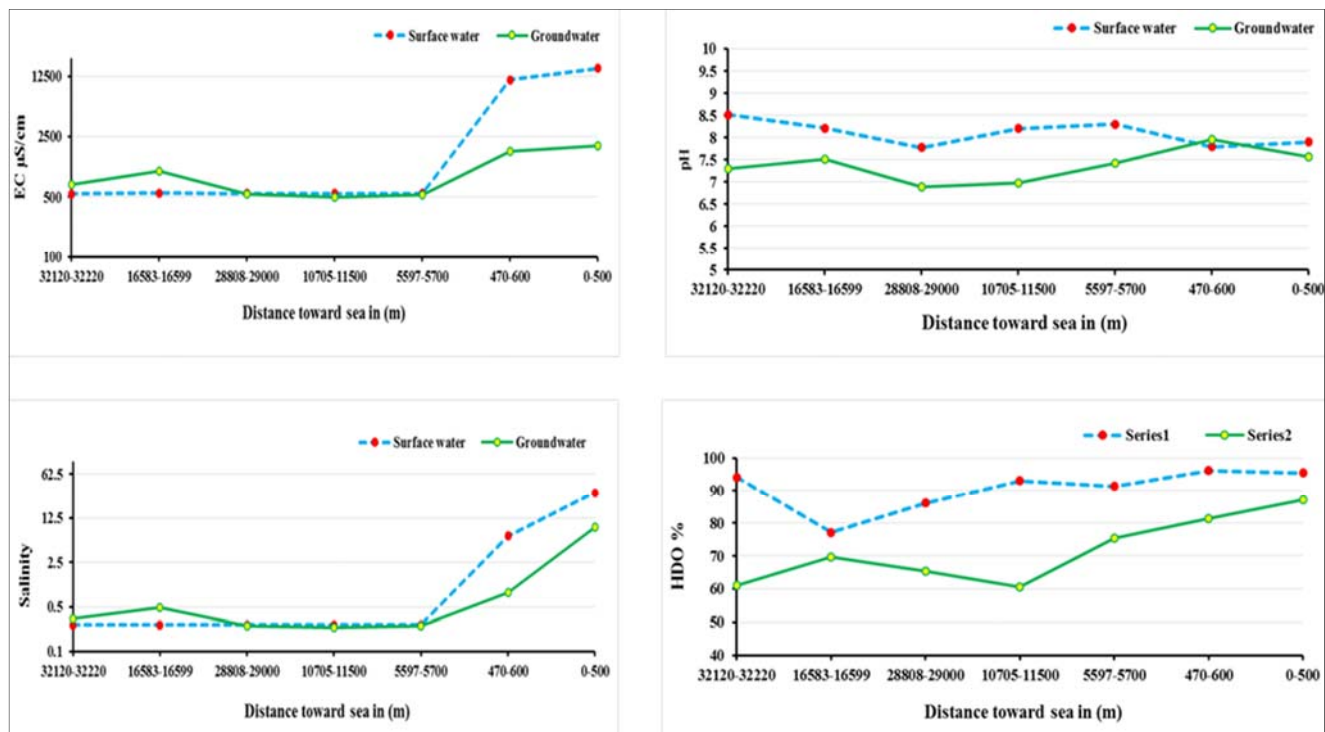 Surface water Groundwater
EC µS/cm
12500
2500
500
100
32120-32220 16583-16599 28808-29000 10705-11500 5597-5700 470-600 0-500
Distance toward sea in (m)
Surface water Groundwater
pH
10
9.5
9
8.5
8
7.5
7
6.5
6
5.5
5
32120-32220 16583-16599 28808-29000 10705-11500 5597-5700 470-600 0-500
Distance toward sea in (m)
Surface water Groundwater
Salinity
62.5
12.5
2.5
0.5
0.1
32120-32220 16583-16599 28808-29000 10705-11500 5597-5700 470-600 0-500
Distance toward sea in (m)
Series1 Series2
HDO %
100
90
80
70
60
50
40
32120-32220 16583-16599 28808-29000 10705-11500 5597-5700 470-600 0-500
Distance toward sea in (m)